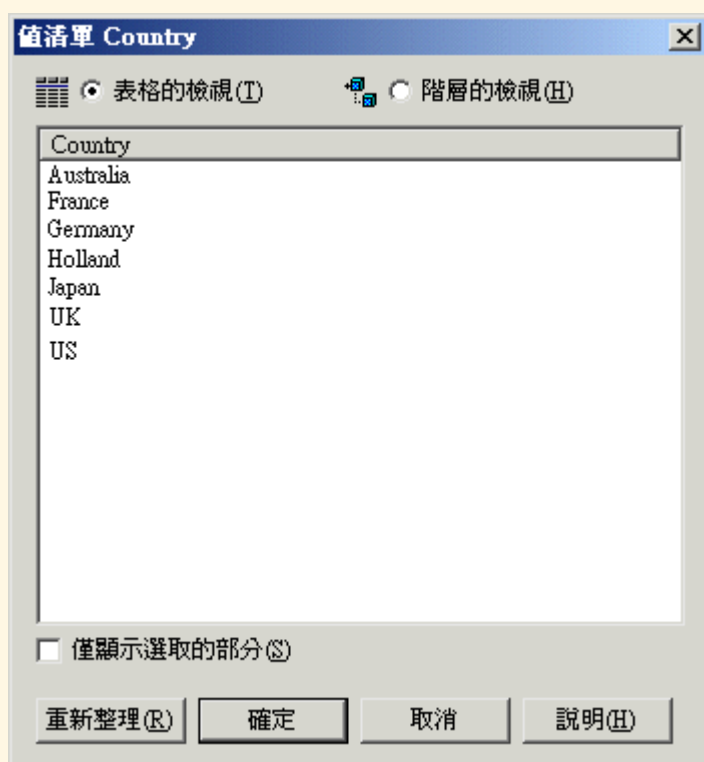 值清單 Country
表格的檢視(T) 階層的檢視(H)
Country
Australia
France
Germany
Holland
Japan
UK
US
僅顯示選取的部分(S)
重新整理(R) 確定 取消 說明(H)